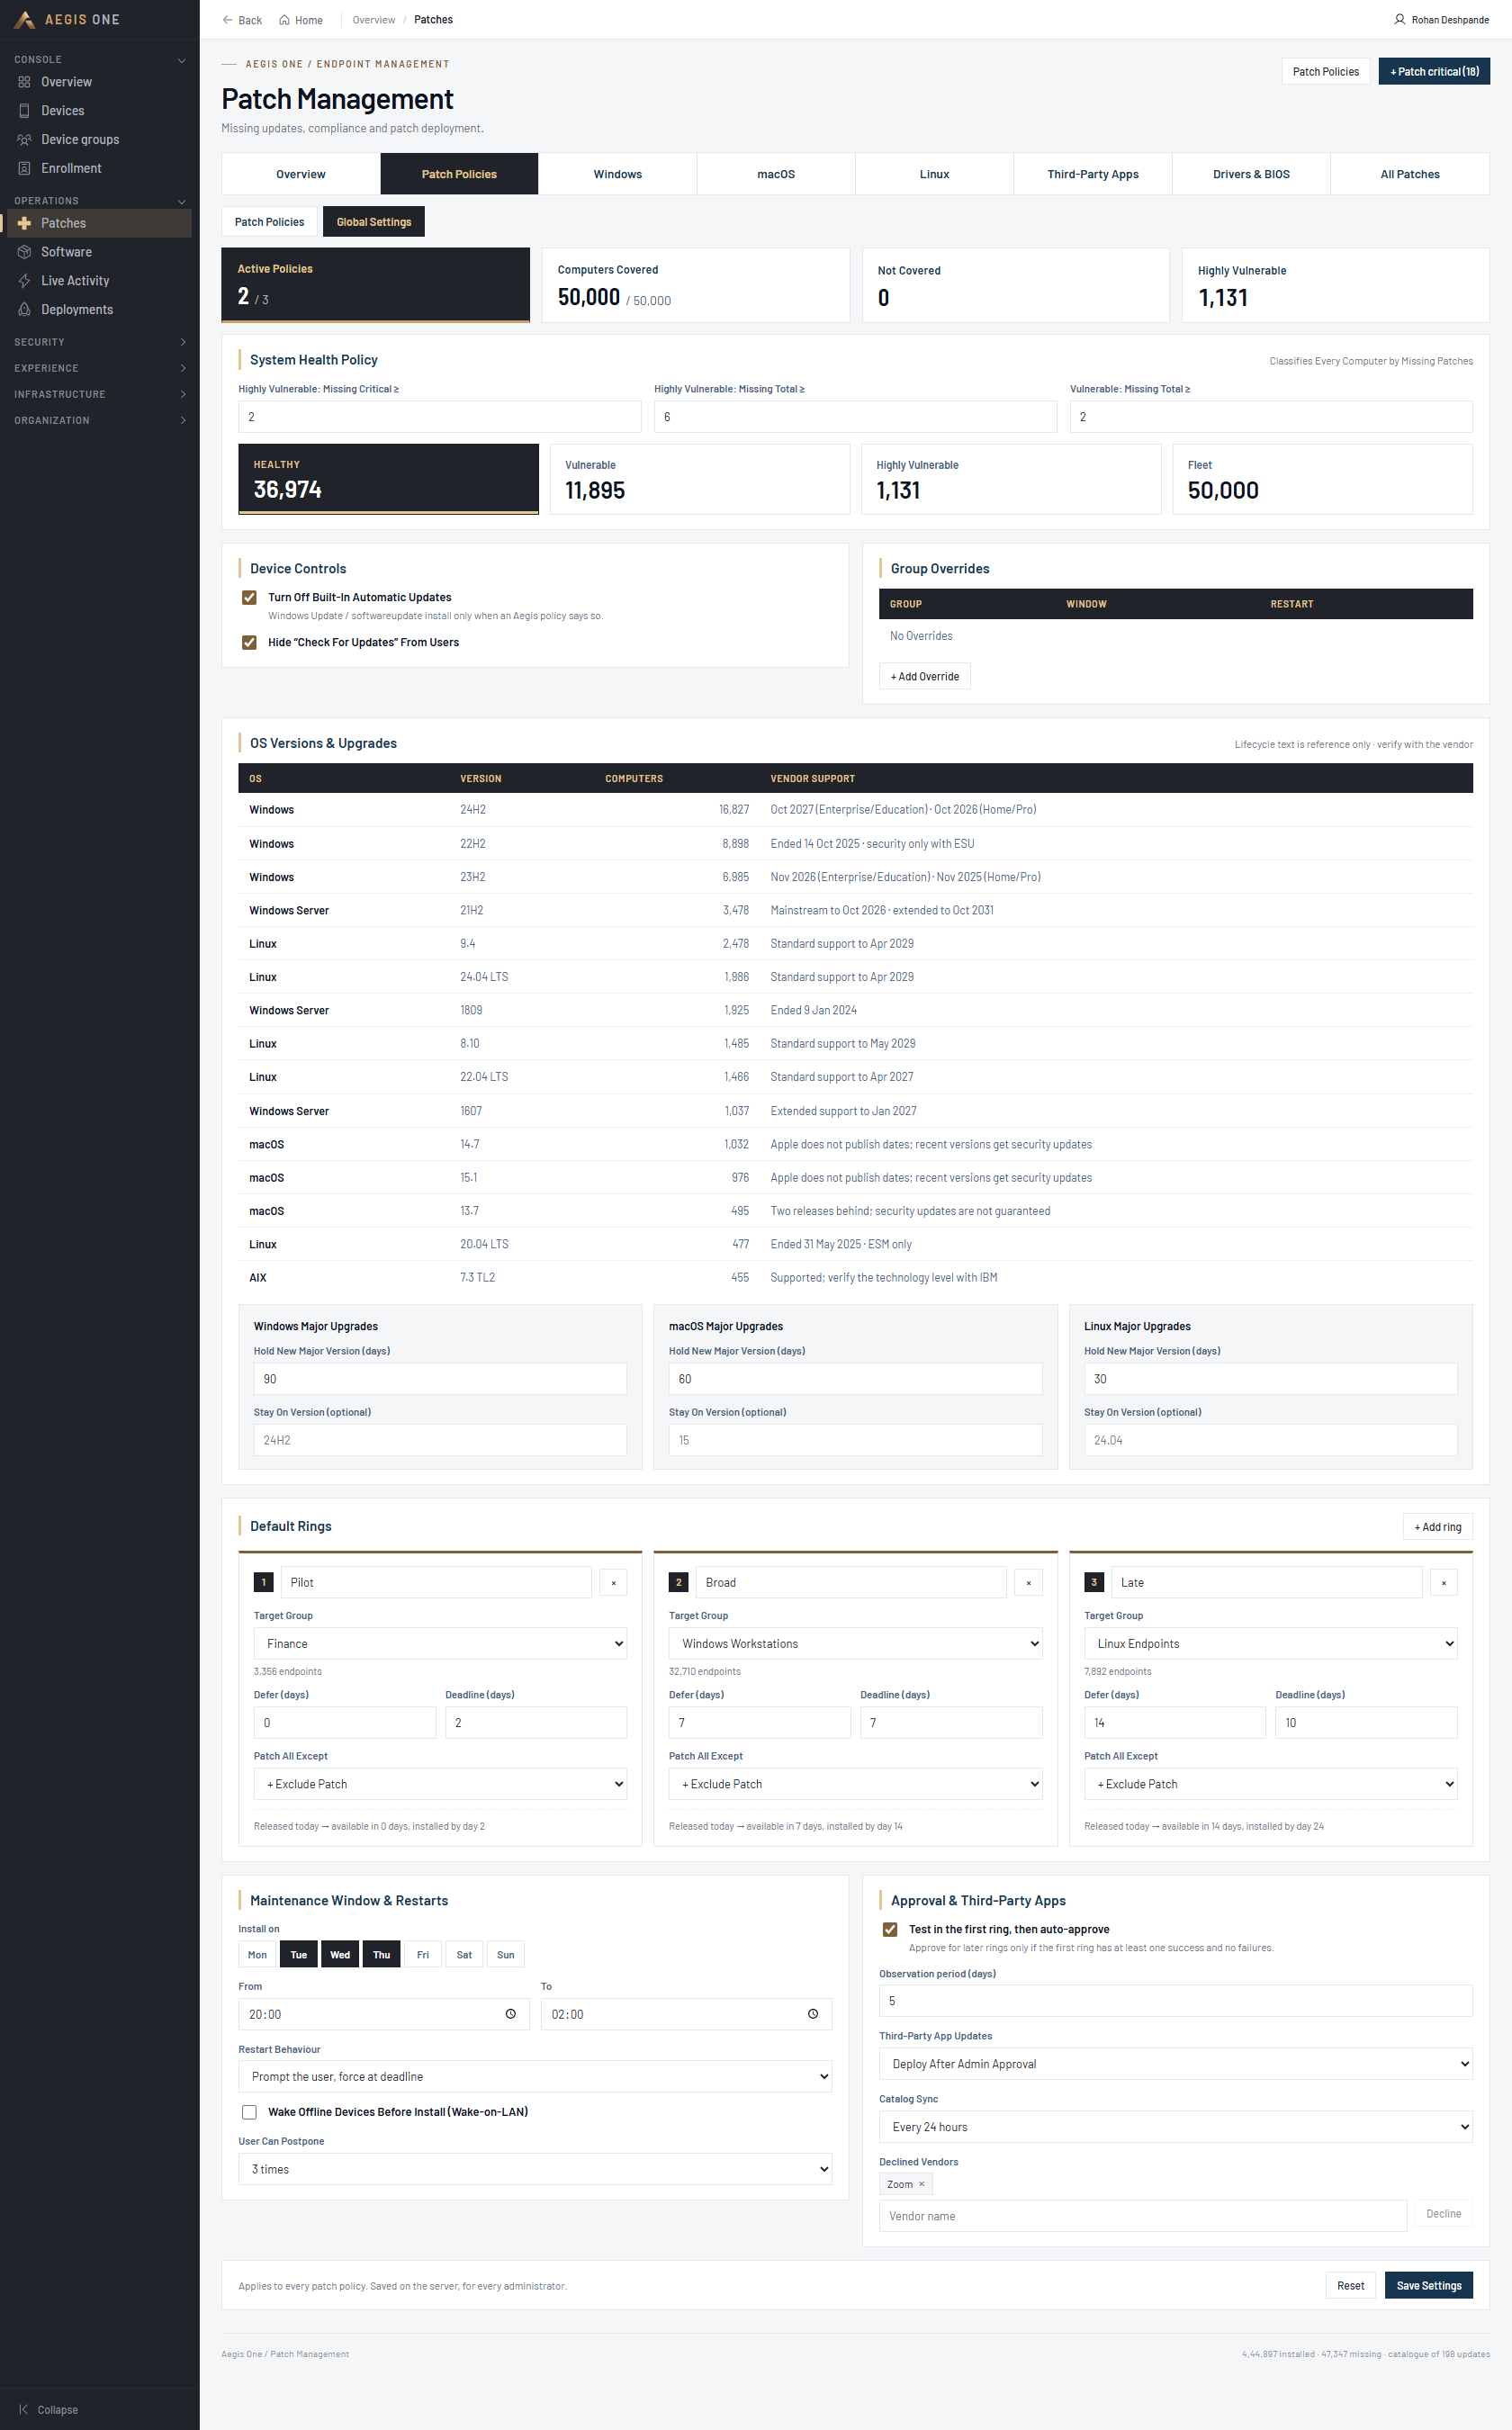 AEGIS ONE
CONSOLE
Overview
Devices
Device groups
Enrollment
OPERATIONS
Patches
Software
Live Activity
Deployments
SECURITY
EXPERIENCE
INFRASTRUCTURE
ORGANIZATION
Collapse
Back Home Overview / Patches
Rohan Deshpande
AEGIS ONE / ENDPOINT MANAGEMENT
Patch Management
Missing updates, compliance and patch deployment.
Patch Policies + Patch critical (18)
Overview Patch Policies Windows macOS Linux Third-Party Apps Drivers & BIOS All Patches
Patch Policies Global Settings
Active Policies
2 / 3
Computers Covered
50,000 / 50,000
Not Covered
0
Highly Vulnerable
1,131
System Health Policy
Classifies Every Computer by Missing Patches
Highly Vulnerable: Missing Critical ≥
2
Highly Vulnerable: Missing Total ≥
6
Vulnerable: Missing Total ≥
2
HEALTHY
36,974
Vulnerable
11,895
Highly Vulnerable
1,131
Fleet
50,000
Device Controls
Turn Off Built-In Automatic Updates
Windows Update / softwareupdate install only when an Aegis policy says so.
Hide “Check For Updates” From Users
Group Overrides
GROUP WINDOW RESTART
No Overrides
+ Add Override
OS Versions & Upgrades
Lifecycle text is reference only · verify with the vendor
OS VERSION COMPUTERS VENDOR SUPPORT
Windows 24H2 16,827 Oct 2027 (Enterprise/Education) · Oct 2026 (Home/Pro)
Windows 22H2 8,898 Ended 14 Oct 2025 · security only with ESU
Windows 23H2 6,985 Nov 2026 (Enterprise/Education) · Nov 2025 (Home/Pro)
Windows Server 21H2 3,478 Mainstream to Oct 2026 · extended to Oct 2031
Linux 9.4 2,478 Standard support to Apr 2029
Linux 24.04 LTS 1,986 Standard support to Apr 2029
Windows Server 1809 1,925 Ended 9 Jan 2024
Linux 8.10 1,485 Standard support to May 2029
Linux 22.04 LTS 1,466 Standard support to Apr 2027
Windows Server 1607 1,037 Extended support to Jan 2027
macOS 14.7 1,032 Apple does not publish dates; recent versions get security updates
macOS 15.1 976 Apple does not publish dates; recent versions get security updates
macOS 13.7 495 Two releases behind; security updates are not guaranteed
Linux 20.04 LTS 477 Ended 31 May 2025 · ESM only
AIX 7.3 TL2 455 Supported; verify the technology level with IBM
Windows Major Upgrades
Hold New Major Version (days)
90
Stay On Version (optional)
24H2
macOS Major Upgrades
Hold New Major Version (days)
60
Stay On Version (optional)
15
Linux Major Upgrades
Hold New Major Version (days)
30
Stay On Version (optional)
24.04
Default Rings
+ Add ring
1 Pilot ×
Target Group
Finance
3,356 endpoints
Defer (days) Deadline (days)
0 2
Patch All Except
+ Exclude Patch
Released today → available in 0 days, installed by day 2
2 Broad ×
Target Group
Windows Workstations
32,710 endpoints
Defer (days) Deadline (days)
7 7
Patch All Except
+ Exclude Patch
Released today → available in 7 days, installed by day 14
3 Late ×
Target Group
Linux Endpoints
7,892 endpoints
Defer (days) Deadline (days)
14 10
Patch All Except
+ Exclude Patch
Released today → available in 14 days, installed by day 24
Maintenance Window & Restarts
Install on
Mon Tue Wed Thu Fri Sat Sun
From To
20:00 02:00
Restart Behaviour
Prompt the user, force at deadline
Wake Offline Devices Before Install (Wake-on-LAN)
User Can Postpone
3 times
Approval & Third-Party Apps
Test in the first ring, then auto-approve
Approve for later rings only if the first ring has at least one success and no failures.
Observation period (days)
5
Third-Party App Updates
Deploy After Admin Approval
Catalog Sync
Every 24 hours
Declined Vendors
Zoom ×
Vendor name Decline
Applies to every patch policy. Saved on the server, for every administrator.
Reset Save Settings
Aegis One / Patch Management
4,44,897 installed · 47,347 missing · catalogue of 198 updates